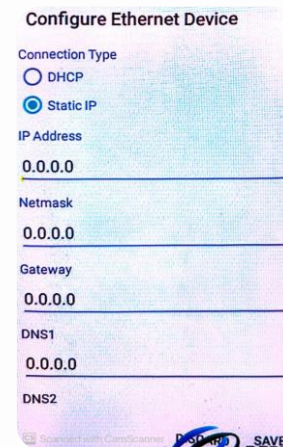 Configure Ethernet Device
Connection Type
DHCP
Static IP
IP Address
0.0.0.0
Netmask
0.0.0.0
Gateway
0.0.0.0
DNS1
0.0.0.0
DNS2
Scanned with CamScanner
SAVE